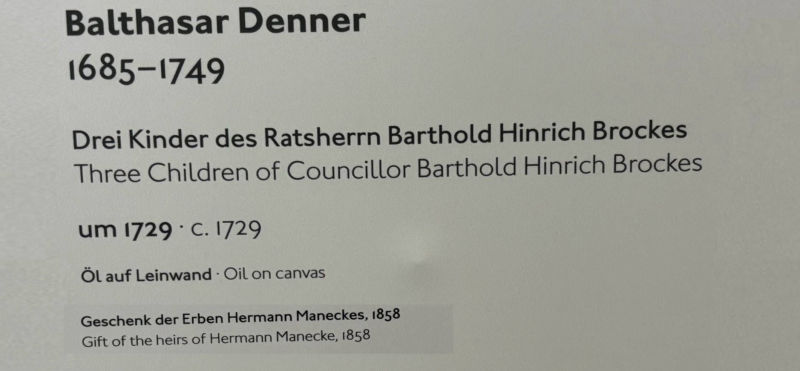 Balthasar Denner
1685–1749
Drei Kinder des Ratsherrn Barthold Hinrich Brockes
Three Children of Councillor Barthold Hinrich Brockes
um 1729 · c. 1729
Öl auf Leinwand · Oil on canvas
Geschenk der Erben Hermann Maneckes, 1858
Gift of the heirs of Hermann Manecke, 1858